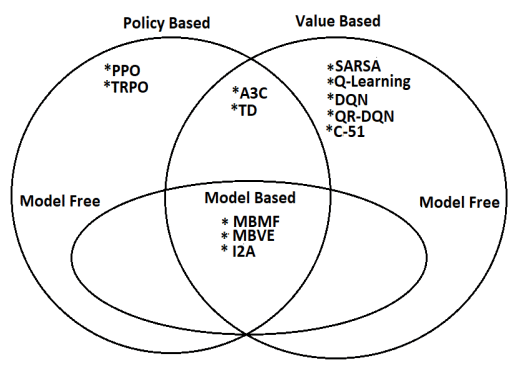 Policy Based
Value Based
*PPO
*TRPO
*A3C
*TD
*SARSA
*Q-Learning
*DQN
*QR-DQN
*C-51
Model Free
Model Based
Model Free
* MBMF
* MBVE
* I2A